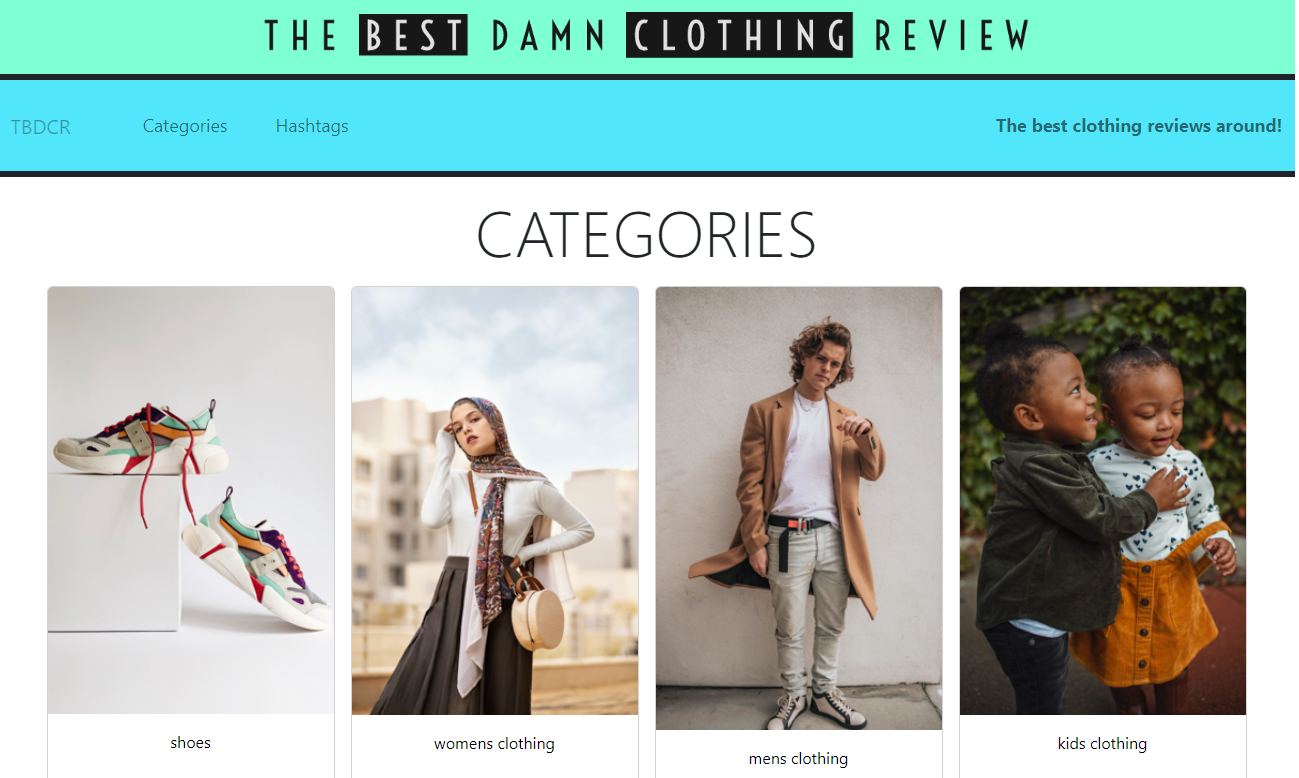 THE BEST DAMN CLOTHING REVIEW
TBDCR Categories Hashtags The best clothing reviews around!
CATEGORIES
shoes
womens clothing
mens clothing
kids clothing